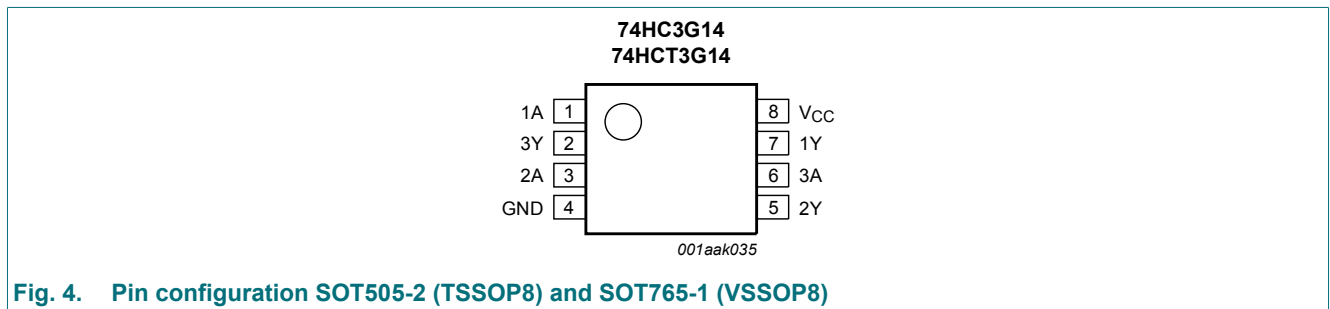 74HC3G14
74HCT3G14
1A 1 8 VCC
3Y 2 7 1Y
2A 3 6 3A
GND 4 5 2Y
001aak035
Fig. 4. Pin configuration SOT505-2 (TSSOP8) and SOT765-1 (VSSOP8)